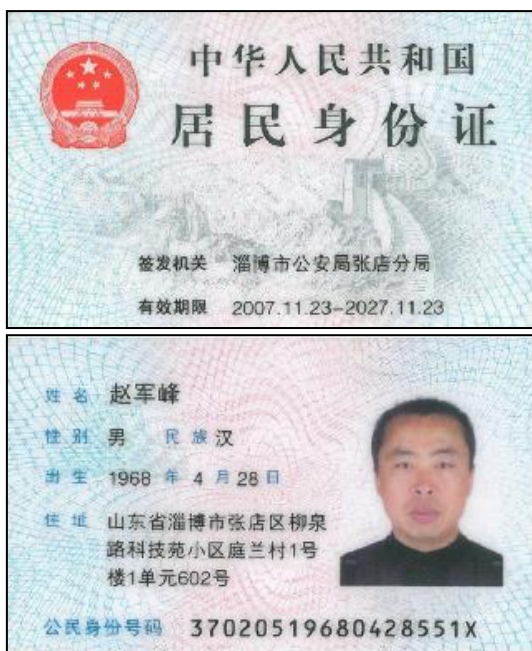 中华人民共和国
居民身份证
签发机关 淄博市公安局张店分局
有效期限 2007.11.23-2027.11.23
姓名 赵军峰
性别 男 民族 汉
出生 1968 年 4 月 28 日
住址 山东省淄博市张店区柳泉
路科技苑小区庭兰村1号
楼1单元602号
公民身份号码 37020519680428551X